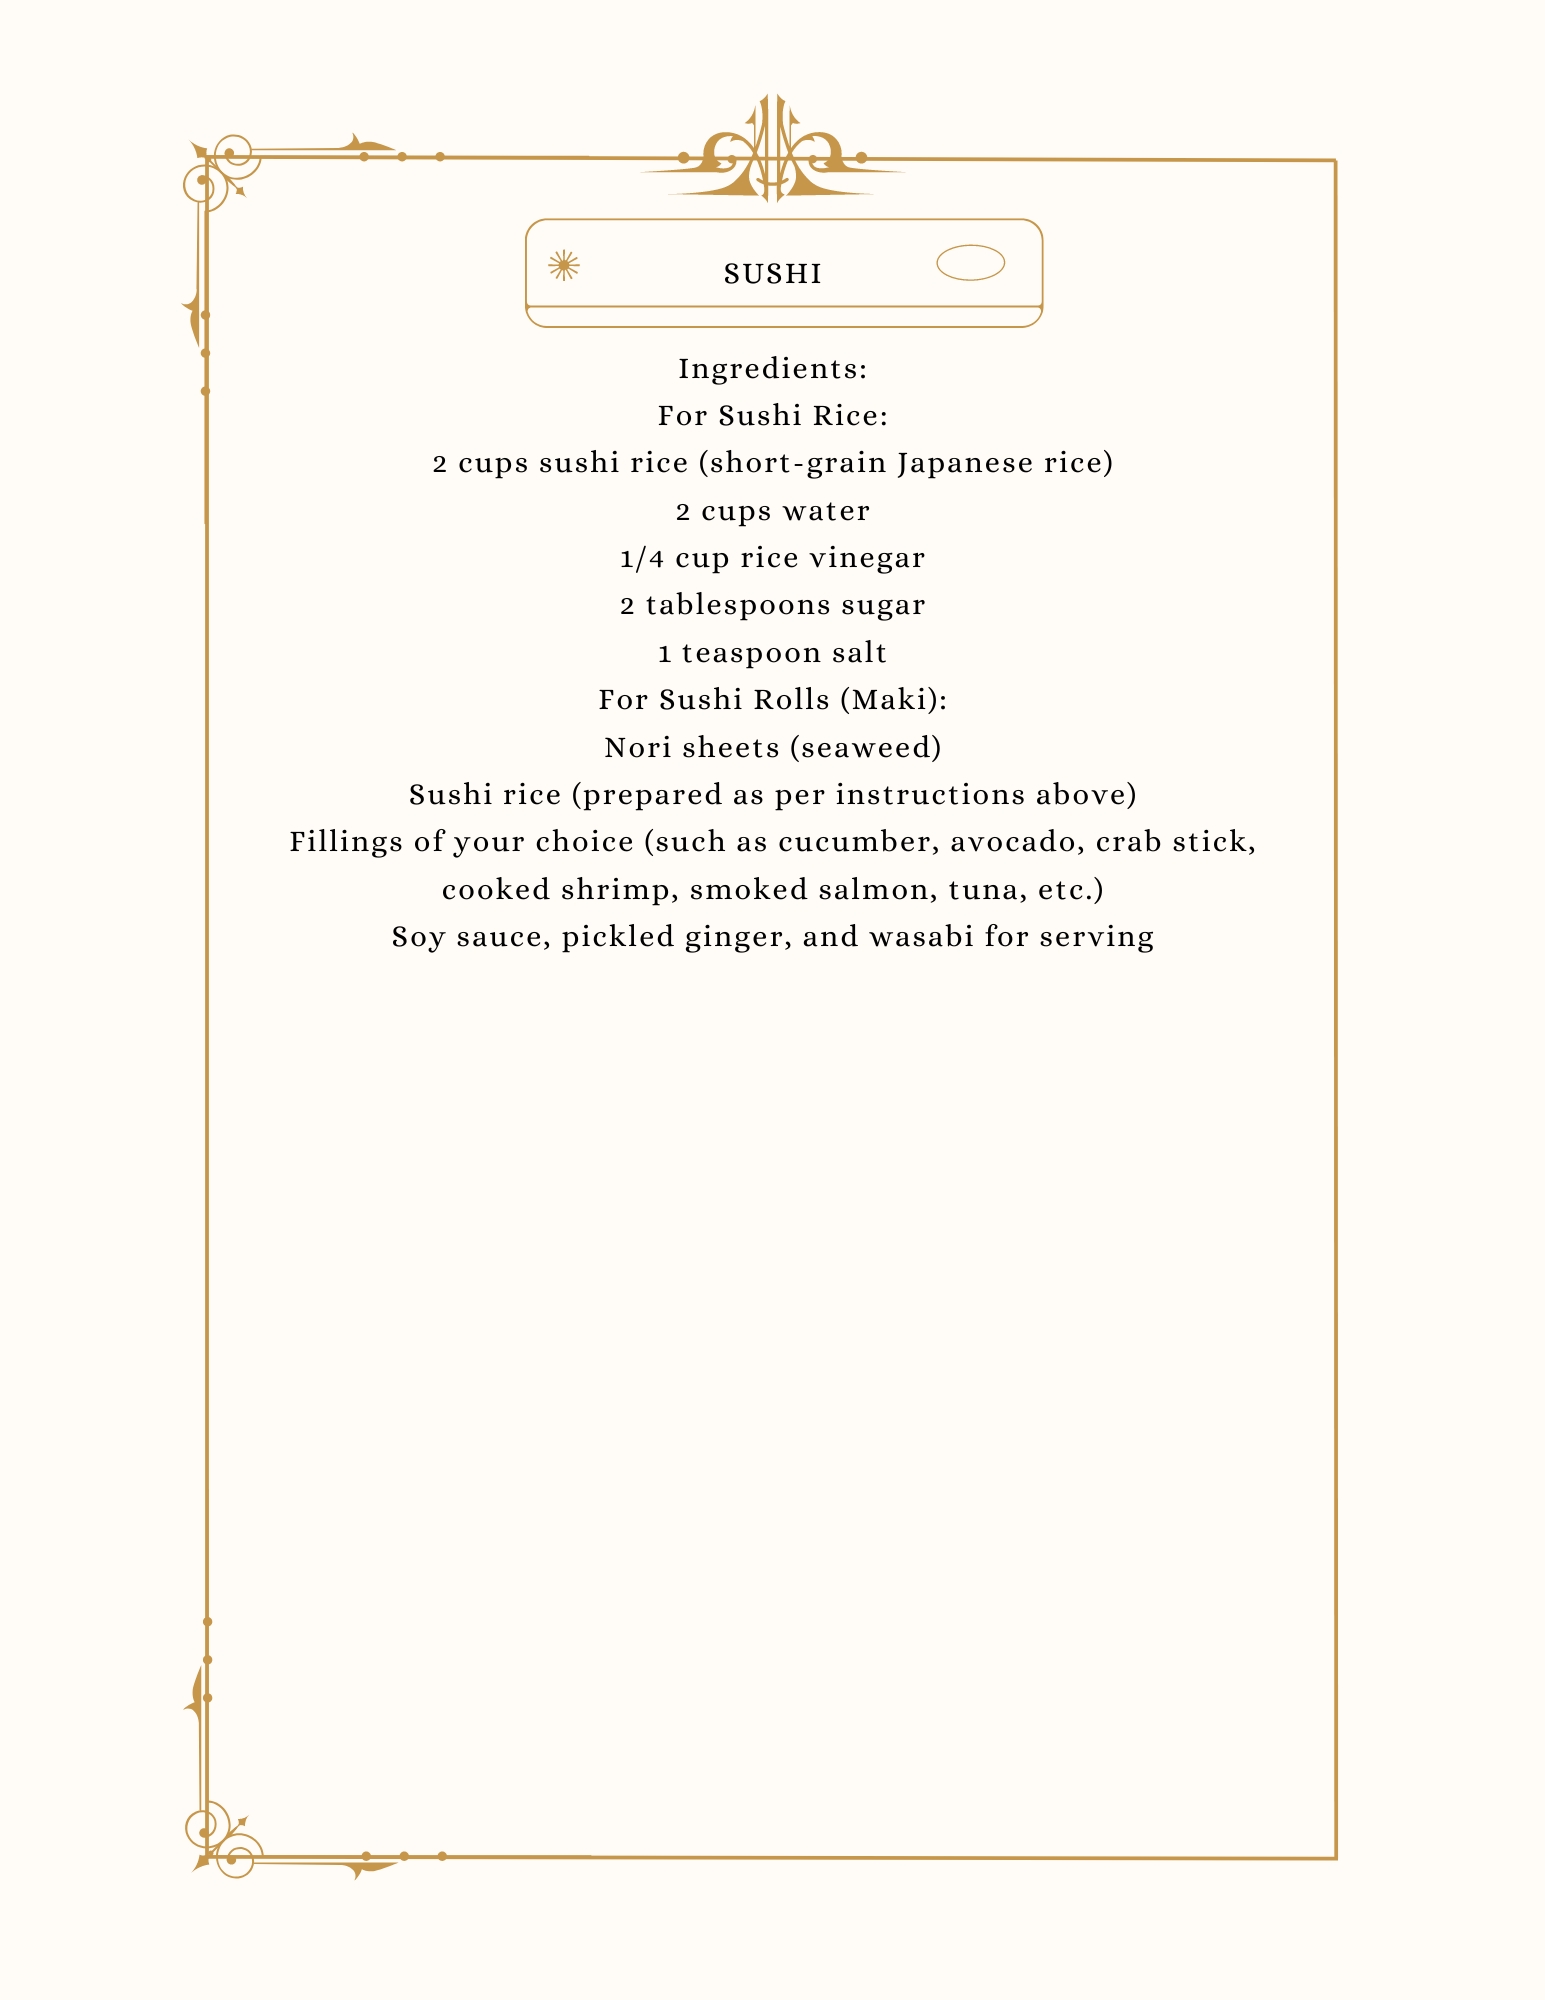 SUSHI
Ingredients:
For Sushi Rice:
2 cups sushi rice (short-grain Japanese rice)
2 cups water
1/4 cup rice vinegar
2 tablespoons sugar
1 teaspoon salt
For Sushi Rolls (Maki):
Nori sheets (seaweed)
Sushi rice (prepared as per instructions above)
Fillings of your choice (such as cucumber, avocado, crab stick,
cooked shrimp, smoked salmon, tuna, etc.)
Soy sauce, pickled ginger, and wasabi for serving